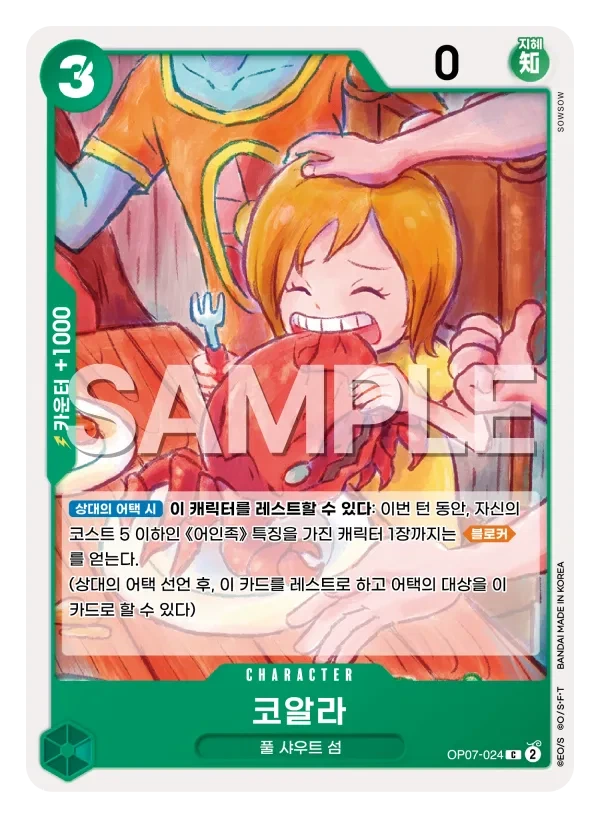 3
0
지혜
知
SOWSOW
카운터 +1000
SAMPLE
상대의 어택 시 이 캐릭터를 레스트할 수 있다: 이번 턴 동안, 자신의
코스트 5 이하인 《어인족》 특징을 가진 캐릭터 1장까지는 블로커
를 얻는다.
(상대의 어택 선언 후, 이 카드를 레스트로 하고 어택의 대상을 이
카드로 할 수 있다)
CHARACTER
코알라
풀 샤우트 섬
OP07-024 C 2
©EO/S ©O/S·F·T BANDAI MADE IN KOREA